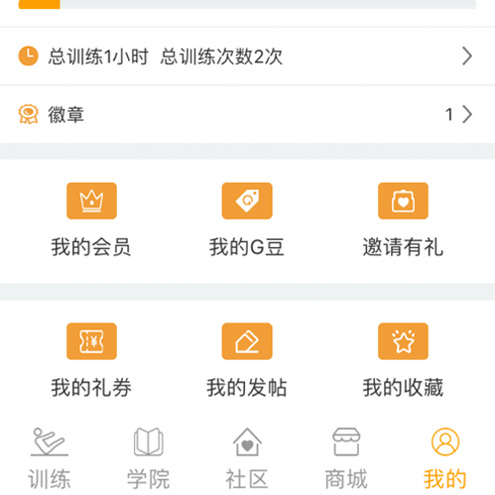 总训练1小时 总训练次数2次
徽章 1
我的会员 我的G豆 邀请有礼
我的礼券 我的发帖 我的收藏
训练 学院 社区 商城 我的